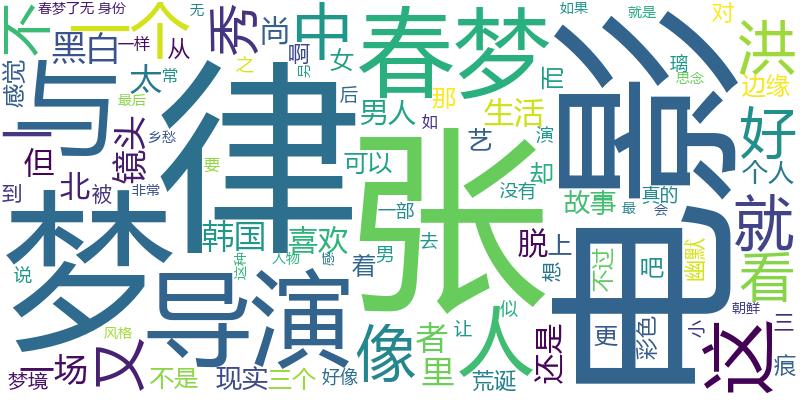 春梦了无 身份
无
如果
就是
对
不
一个
秀
尚
中
春梦
电影
洪
黑白
一样
从
啊
女
而
璃
思念
边缘
感觉
与
律
太
常
之
男
后
男人
那
生活
最后
镜头
如
艺
演
好
一
但
乡愁
要
可以
张
没有
却
个人
到
北
被
非常
故事
真的
梦
韩国
喜欢
一部
去
脱
上
最
会
就
说
导演
这种
人物
感
着
男
想
不过
吧
幽默
看
像
者
让
似
人
更
彩色
小
朝鲜
三
风格
又
还是
这
梦境
一场
不是
现实
三个
好像
里
荒诞
痕